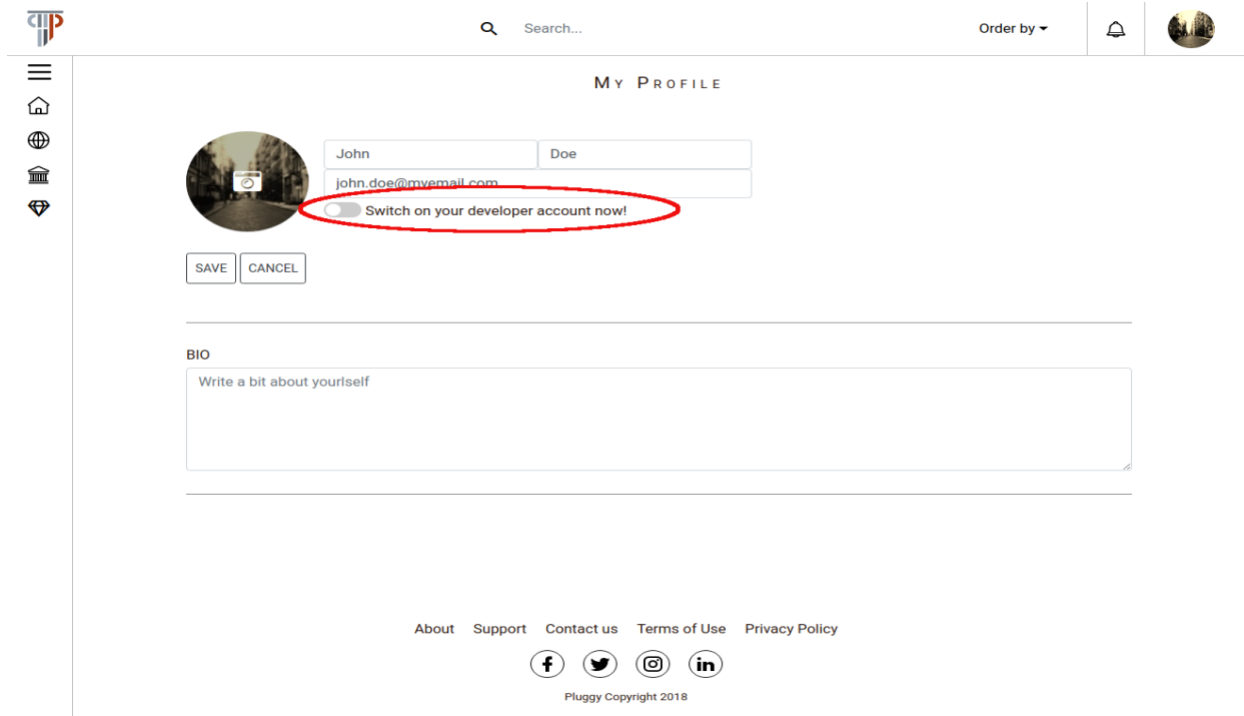 Search...
Order by
My Profile
John
Doe
john.doe@myemail.com
Switch on your developer account now!
SAVE CANCEL
BIO
Write a bit about yourlself
About Support Contact us Terms of Use Privacy Policy
Pluggy Copyright 2018